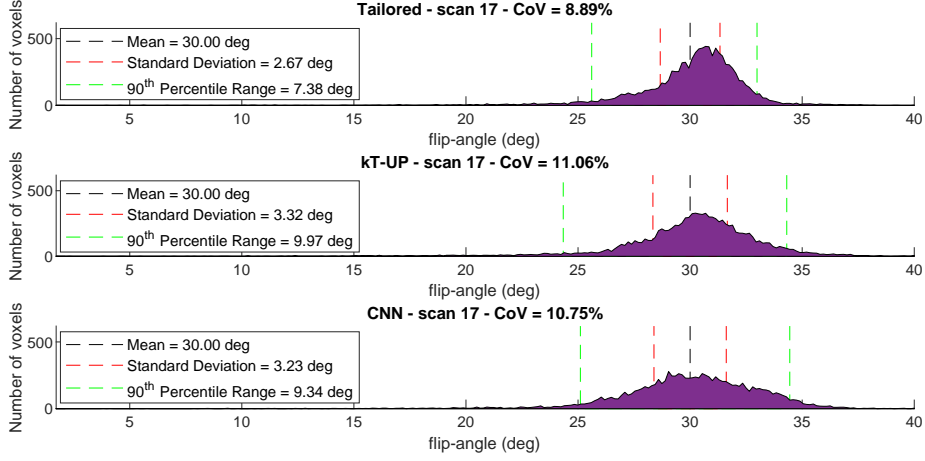 Tailored - scan 17 - CoV = 8.89%
Number of voxels
500
0
Mean = 30.00 deg
Standard Deviation = 2.67 deg
90th Percentile Range = 7.38 deg
5 10 15 20 25 30 35 40
flip-angle (deg)
kT-UP - scan 17 - CoV = 11.06%
Number of voxels
500
0
Mean = 30.00 deg
Standard Deviation = 3.32 deg
90th Percentile Range = 9.97 deg
5 10 15 20 25 30 35 40
flip-angle (deg)
CNN - scan 17 - CoV = 10.75%
Number of voxels
500
0
Mean = 30.00 deg
Standard Deviation = 3.23 deg
90th Percentile Range = 9.34 deg
5 10 15 20 25 30 35 40
flip-angle (deg)